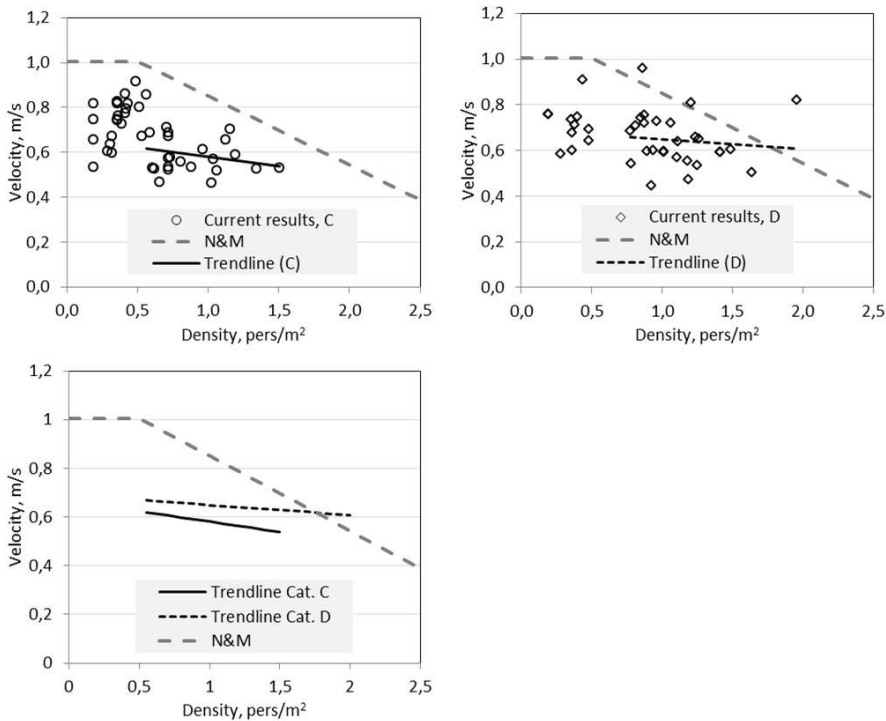 1,2
1,0
0,8
0,6
0,4
0,2
0,0
Velocity, m/s
Current results, C
N&M
Trendline (C)
0,0 0,5 1,0 1,5 2,0 2,5
Density, pers/m²
1,2
1,0
0,8
0,6
0,4
0,2
0,0
Velocity, m/s
Current results, D
N&M
Trendline (D)
0,0 0,5 1,0 1,5 2,0 2,5
Density, pers/m²
1,2
1
0,8
0,6
0,4
0,2
0
Velocity, m/s
Trendline Cat. C
Trendline Cat. D
N&M
0 0,5 1 1,5 2 2,5
Density, pers/m²